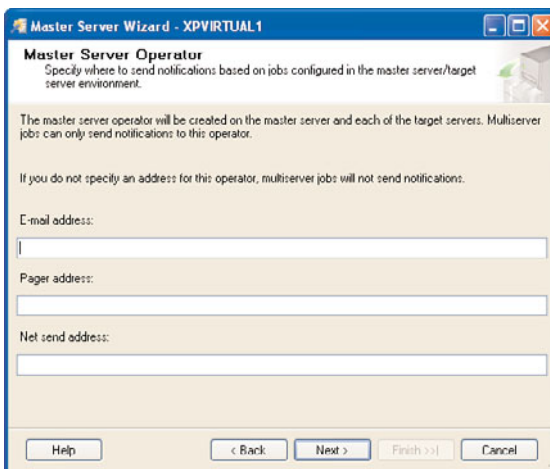 Master Server Wizard - XPVIRTUAL1
Master Server Operator
Specify where to send notifications based on jobs configured in the master server/target
server environment.
The master server operator will be created on the master server and each of the target servers. Multiserver
jobs can only send notifications to this operator.
If you do not specify an address for this operator, multiserver jobs will not send notifications.
E-mail address:
Pager address:
Net send address:
Help
< Back
Next >
Finish >>|
Cancel